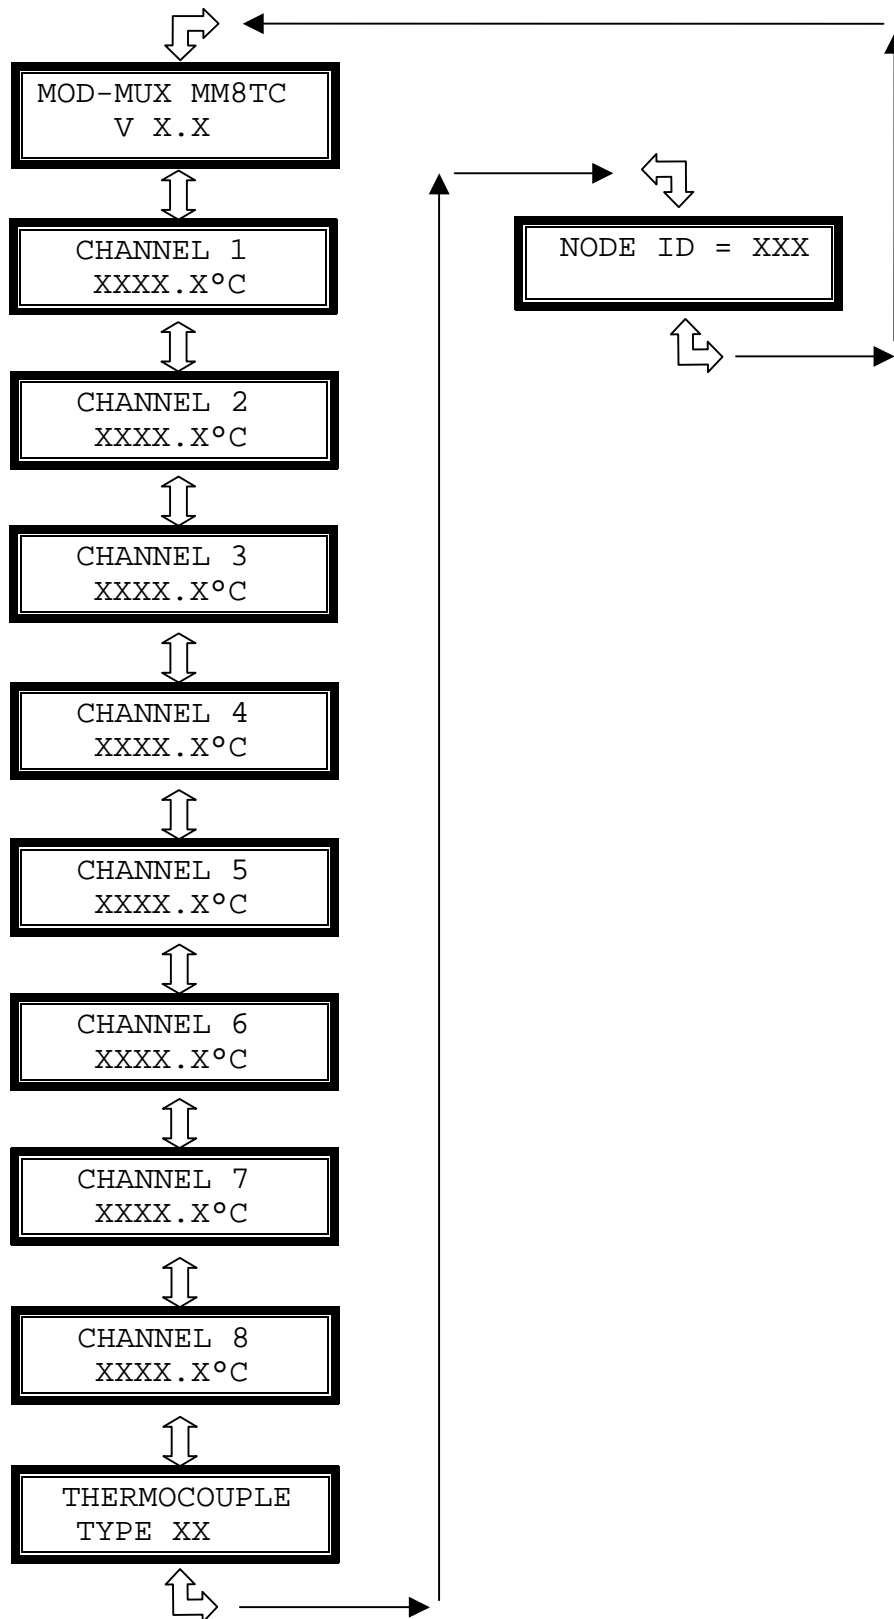 MOD-MUX MM8TC
V X.X
CHANNEL 1
XXXX.X°C
CHANNEL 2
XXXX.X°C
CHANNEL 3
XXXX.X°C
CHANNEL 4
XXXX.X°C
CHANNEL 5
XXXX.X°C
CHANNEL 6
XXXX.X°C
CHANNEL 7
XXXX.X°C
CHANNEL 8
XXXX.X°C
THERMOCOUPLE
TYPE XX
NODE ID = XXX